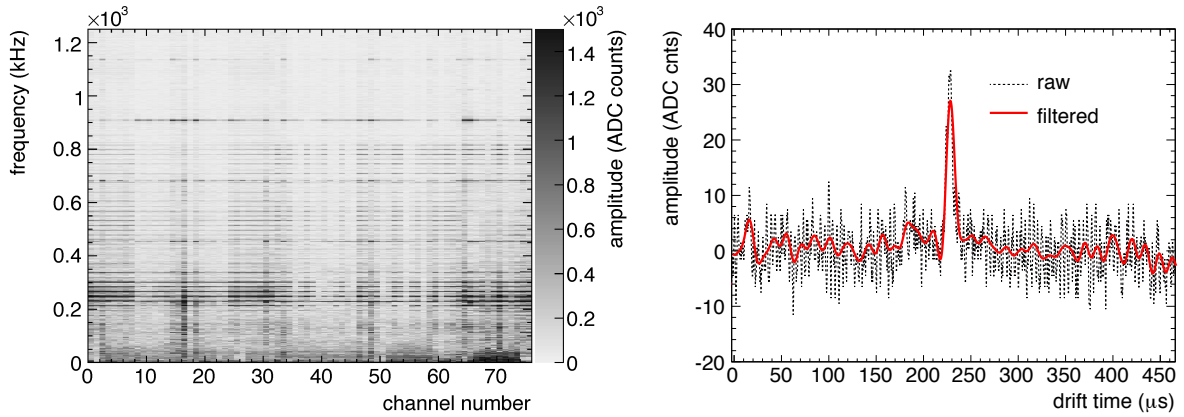 ×10³
1.2
1
0.8
0.6
0.4
0.2
0
frequency (kHz)
0 10 20 30 40 50 60 70
channel number
×10³
1.4
1.2
1
0.8
0.6
0.4
0.2
0
amplitude (ADC counts)
40
30
20
10
0
-10
-20
amplitude (ADC cnts)
raw
filtered
0 50 100 150 200 250 300 350 400 450
drift time (μs)